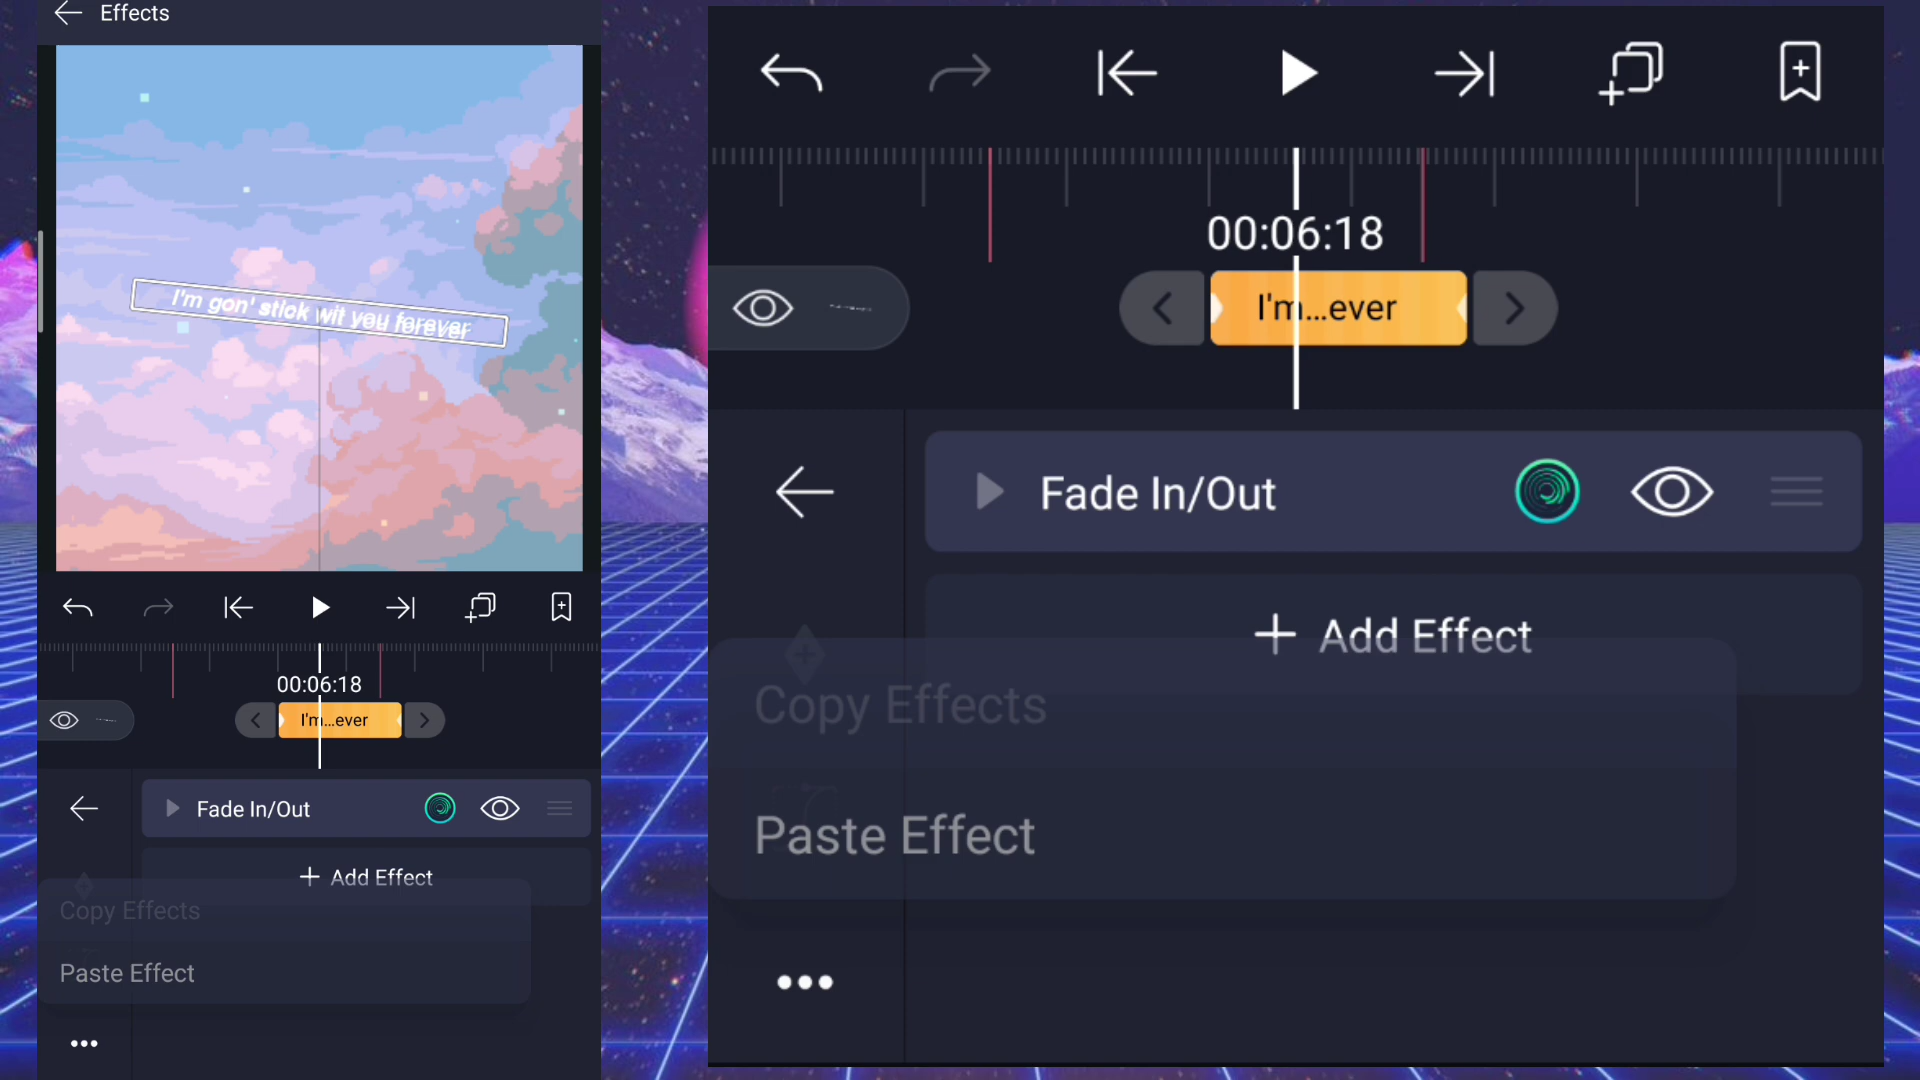 Effects
I'm gon' stick wit you forever
00:06:18
I'm...ever
Fade In/Out
+ Add Effect
Copy Effects
Paste Effect
00:06:18
I'm...ever
Fade In/Out
+ Add Effect
Copy Effects
Paste Effect